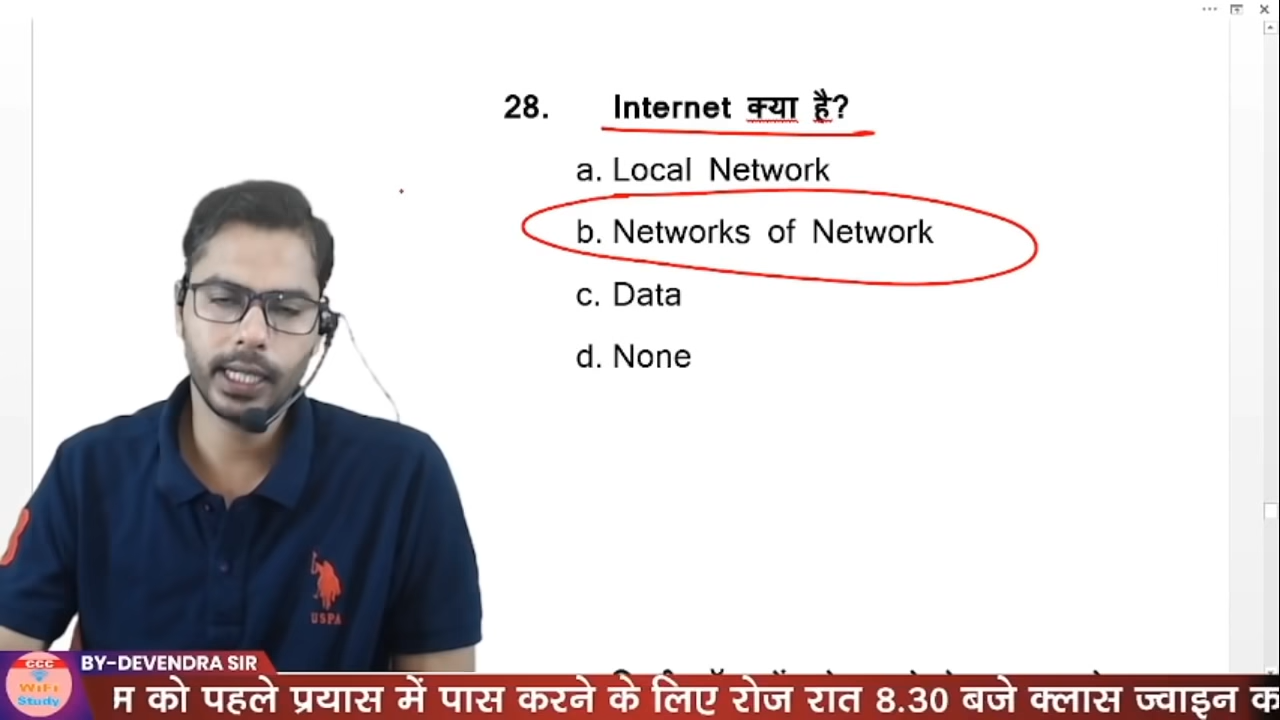 28. Internet क्या है?
a. Local Network
b. Networks of Network
c. Data
d. None
USPA
CCC
WiFi
Study
BY-DEVENDRA SIR
म को पहले प्रयास में पास करने के लिए रोज रात 8.30 बजे क्लास ज्वाइन क